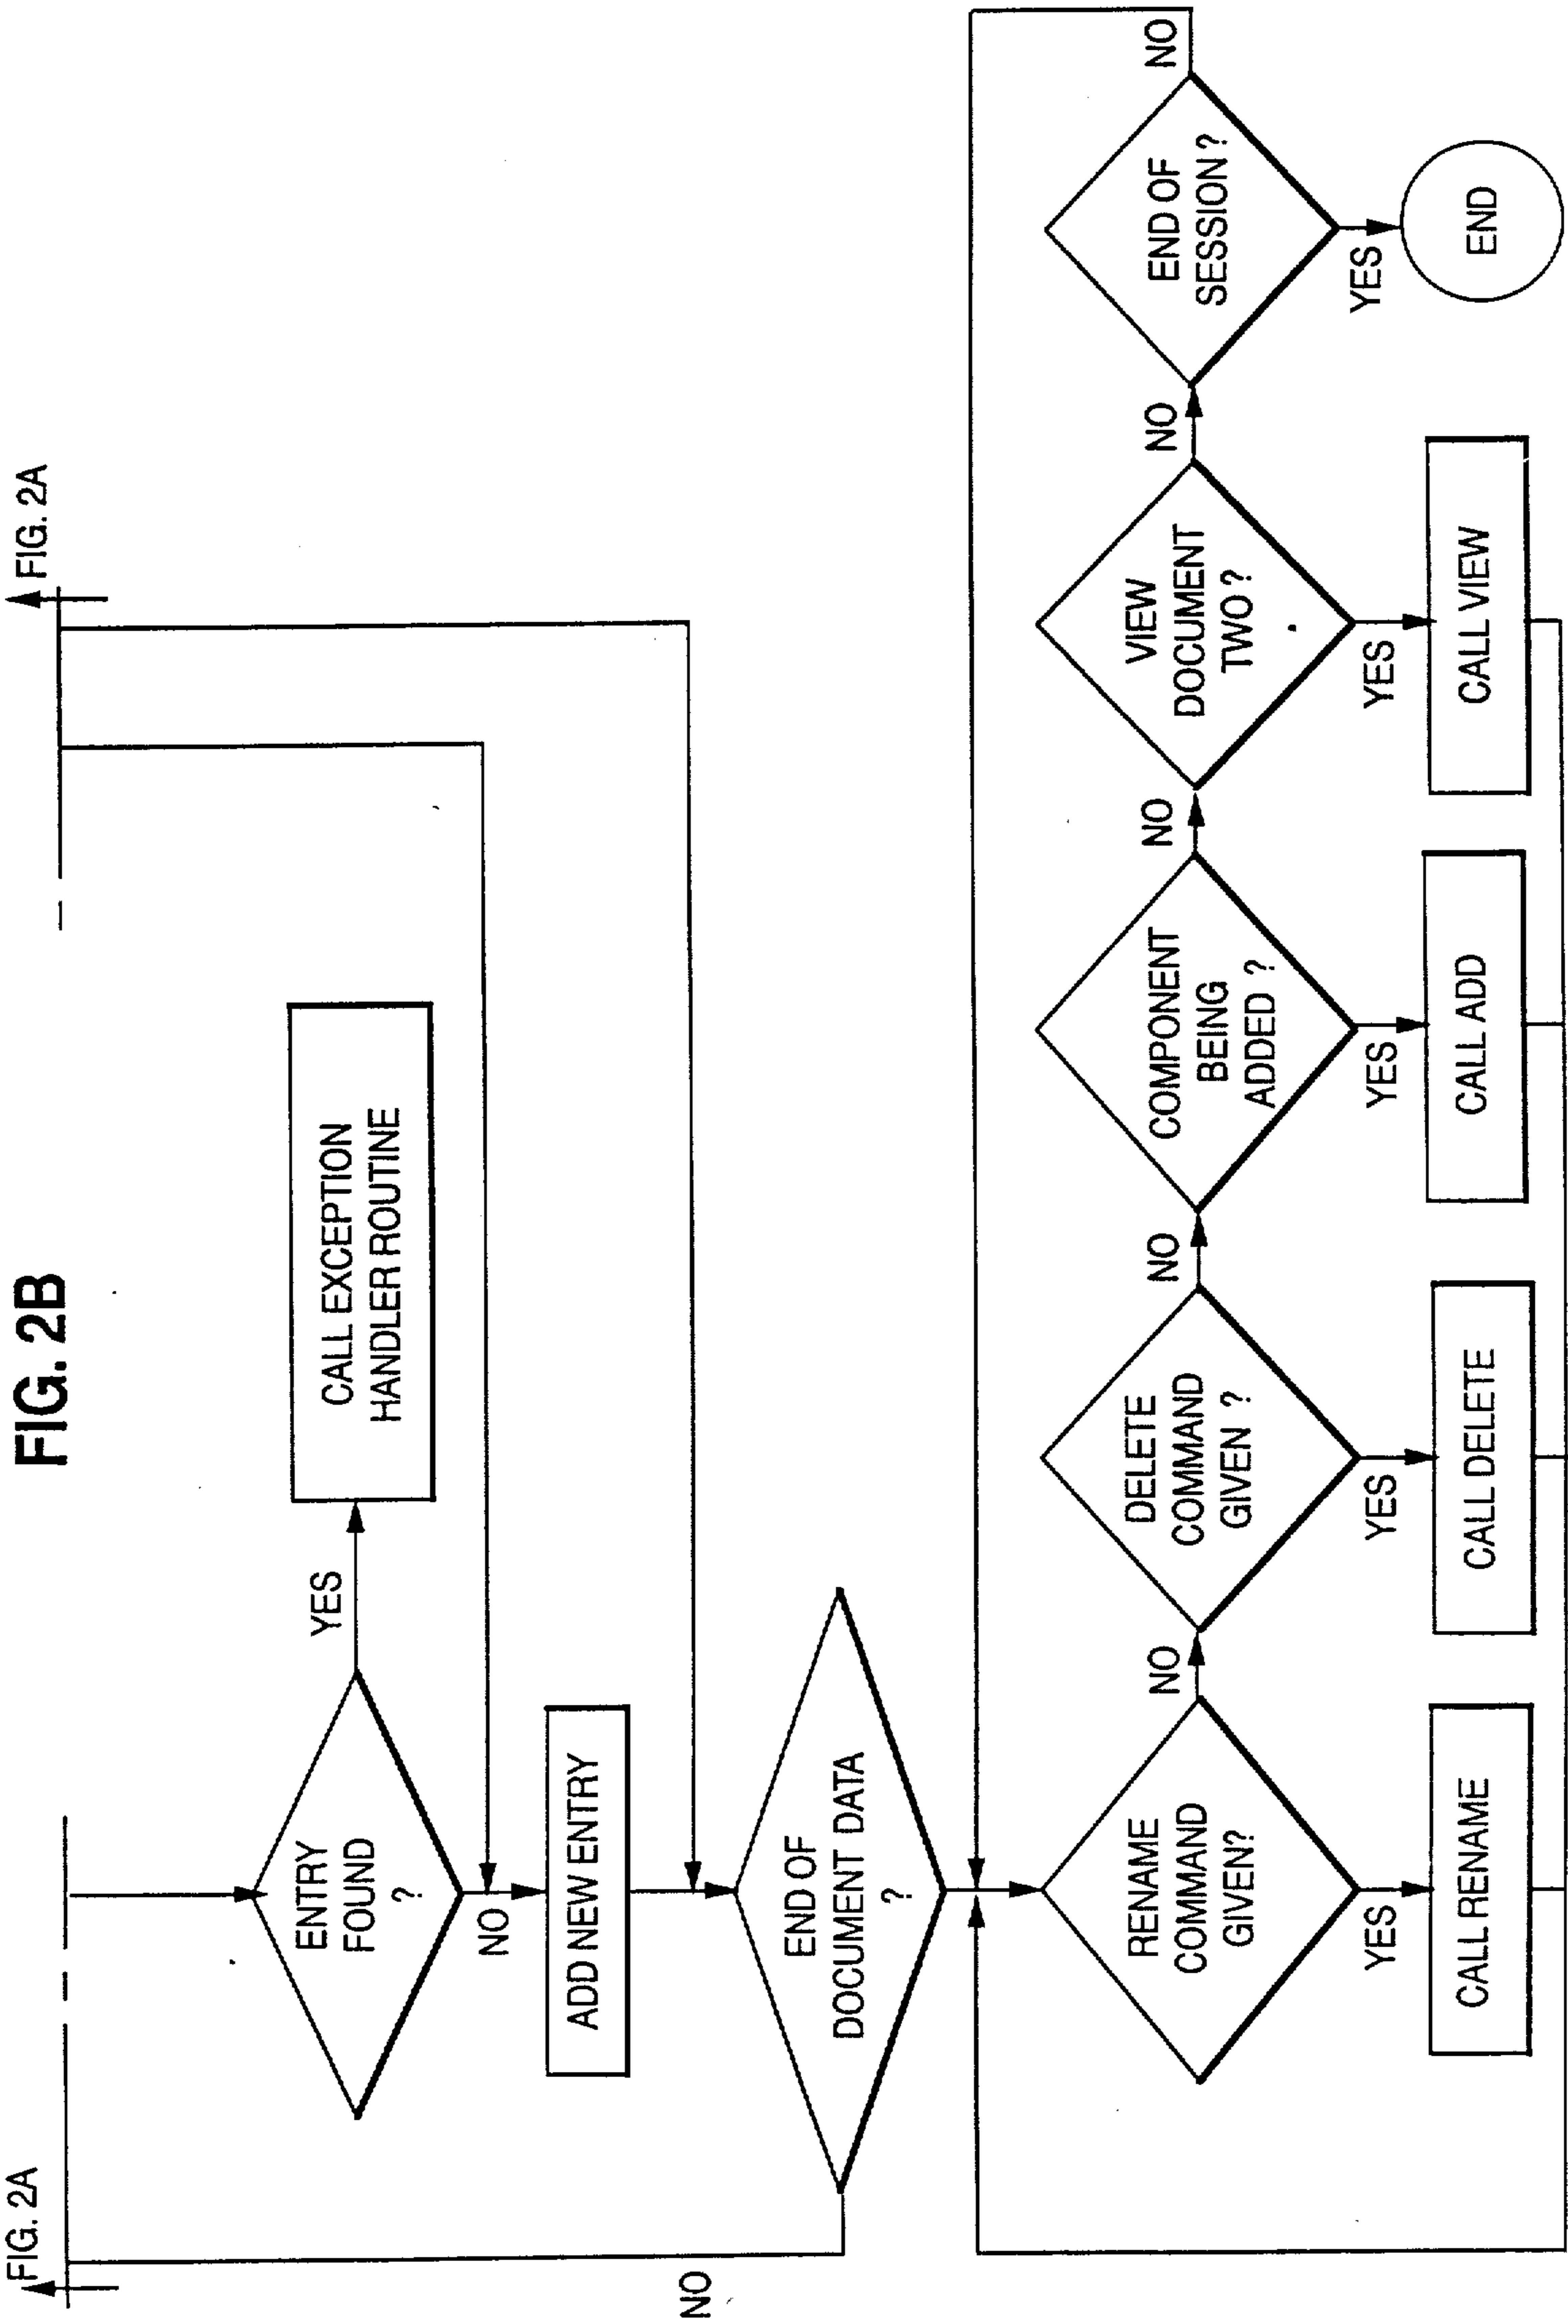 FIG. 2B
FIG. 2A
FIG. 2A
ENTRY
FOUND
?
YES
CALL EXCEPTION
HANDLER ROUTINE
NO
ADD NEW ENTRY
END OF
DOCUMENT DATA
?
NO
RENAME
COMMAND
GIVEN?
NO
YES
CALL RENAME
DELETE
COMMAND
GIVEN ?
NO
YES
CALL DELETE
COMPONENT
BEING
ADDED ?
NO
YES
CALL ADD
VIEW
DOCUMENT
TWO ?
NO
YES
CALL VIEW
END OF
SESSION ?
NO
YES
END